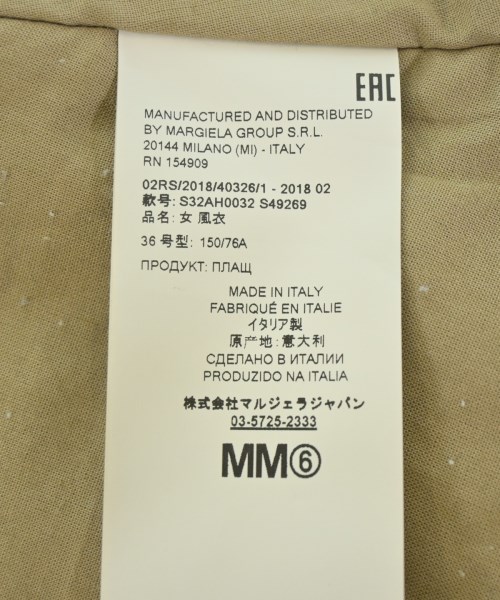 EAC
MANUFACTURED AND DISTRIBUTED
BY MARGIELA GROUP S.R.L.
20144 MILANO (MI) - ITALY
RN 154909
02RS/2018/40326/1 - 2018 02
款号: S32AH0032 S49269
品名: 女 風衣
36 号型: 150/76A
ПРОДУКТ: ПЛАЩ
MADE IN ITALY
FABRIQUÉ EN ITALIE
イタリア製
原产地: 意大利
СДЕЛАНО В ИТАЛИИ
PRODUZIDO NA ITALIA
株式会社マルジェラジャパン
03-5725-2333
MM⑥